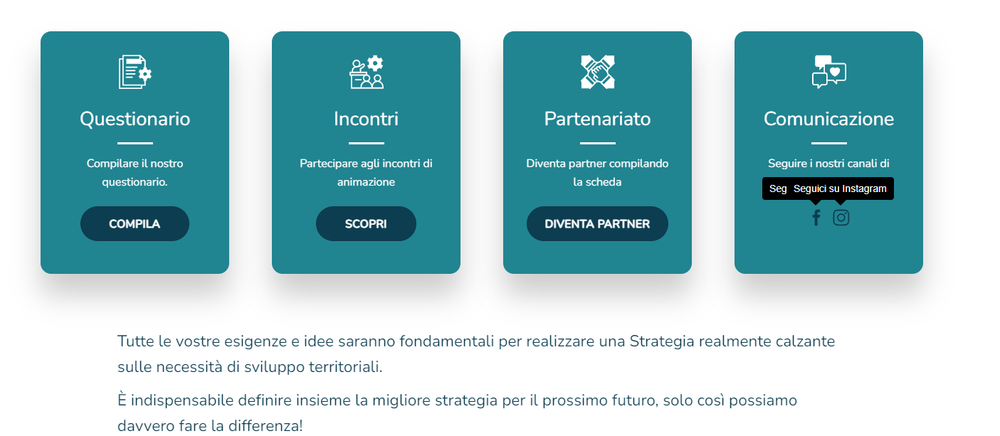 Questionario
Compilare il nostro
questionario.
COMPILA
Incontri
Partecipare agli incontri di
animazione
SCOPRI
Partenariato
Diventa partner compilando
la scheda
DIVENTA PARTNER
Comunicazione
Seguire i nostri canali di
Seg
Seguici su Instagram
Tutte le vostre esigenze e idee saranno fondamentali per realizzare una Strategia realmente calzante
sulle necessità di sviluppo territoriali.
È indispensabile definire insieme la migliore strategia per il prossimo futuro, solo così possiamo
davvero fare la differenza!